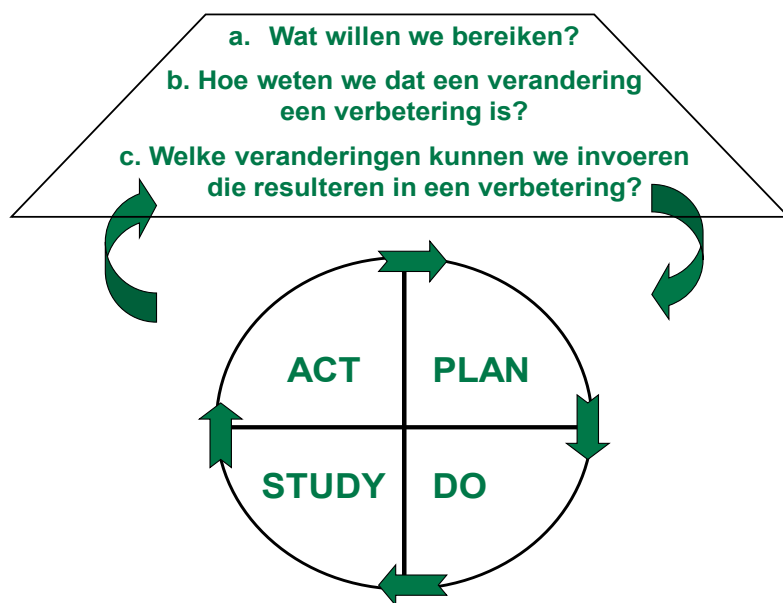 a. Wat willen we bereiken?
b. Hoe weten we dat een verandering
een verbetering is?
c. Welke veranderingen kunnen we invoeren
die resulteren in een verbetering?
ACT PLAN
STUDY DO